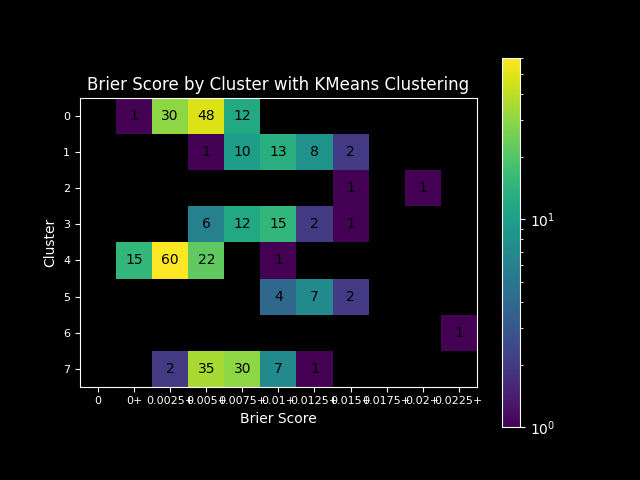 Brier Score by Cluster with KMeans Clustering
0 1 30 48 12
1 1 10 13 8 2
2 1 1
3 6 12 15 2 1
4 15 60 22 1
5 4 7 2
6 1
7 2 35 30 7 1
0 0+ 0.0025+ 0.005+ 0.0075+ 0.01+ 0.0125+ 0.015+ 0.0175+ 0.02+ 0.0225+
Brier Score
Cluster
10¹
10⁰